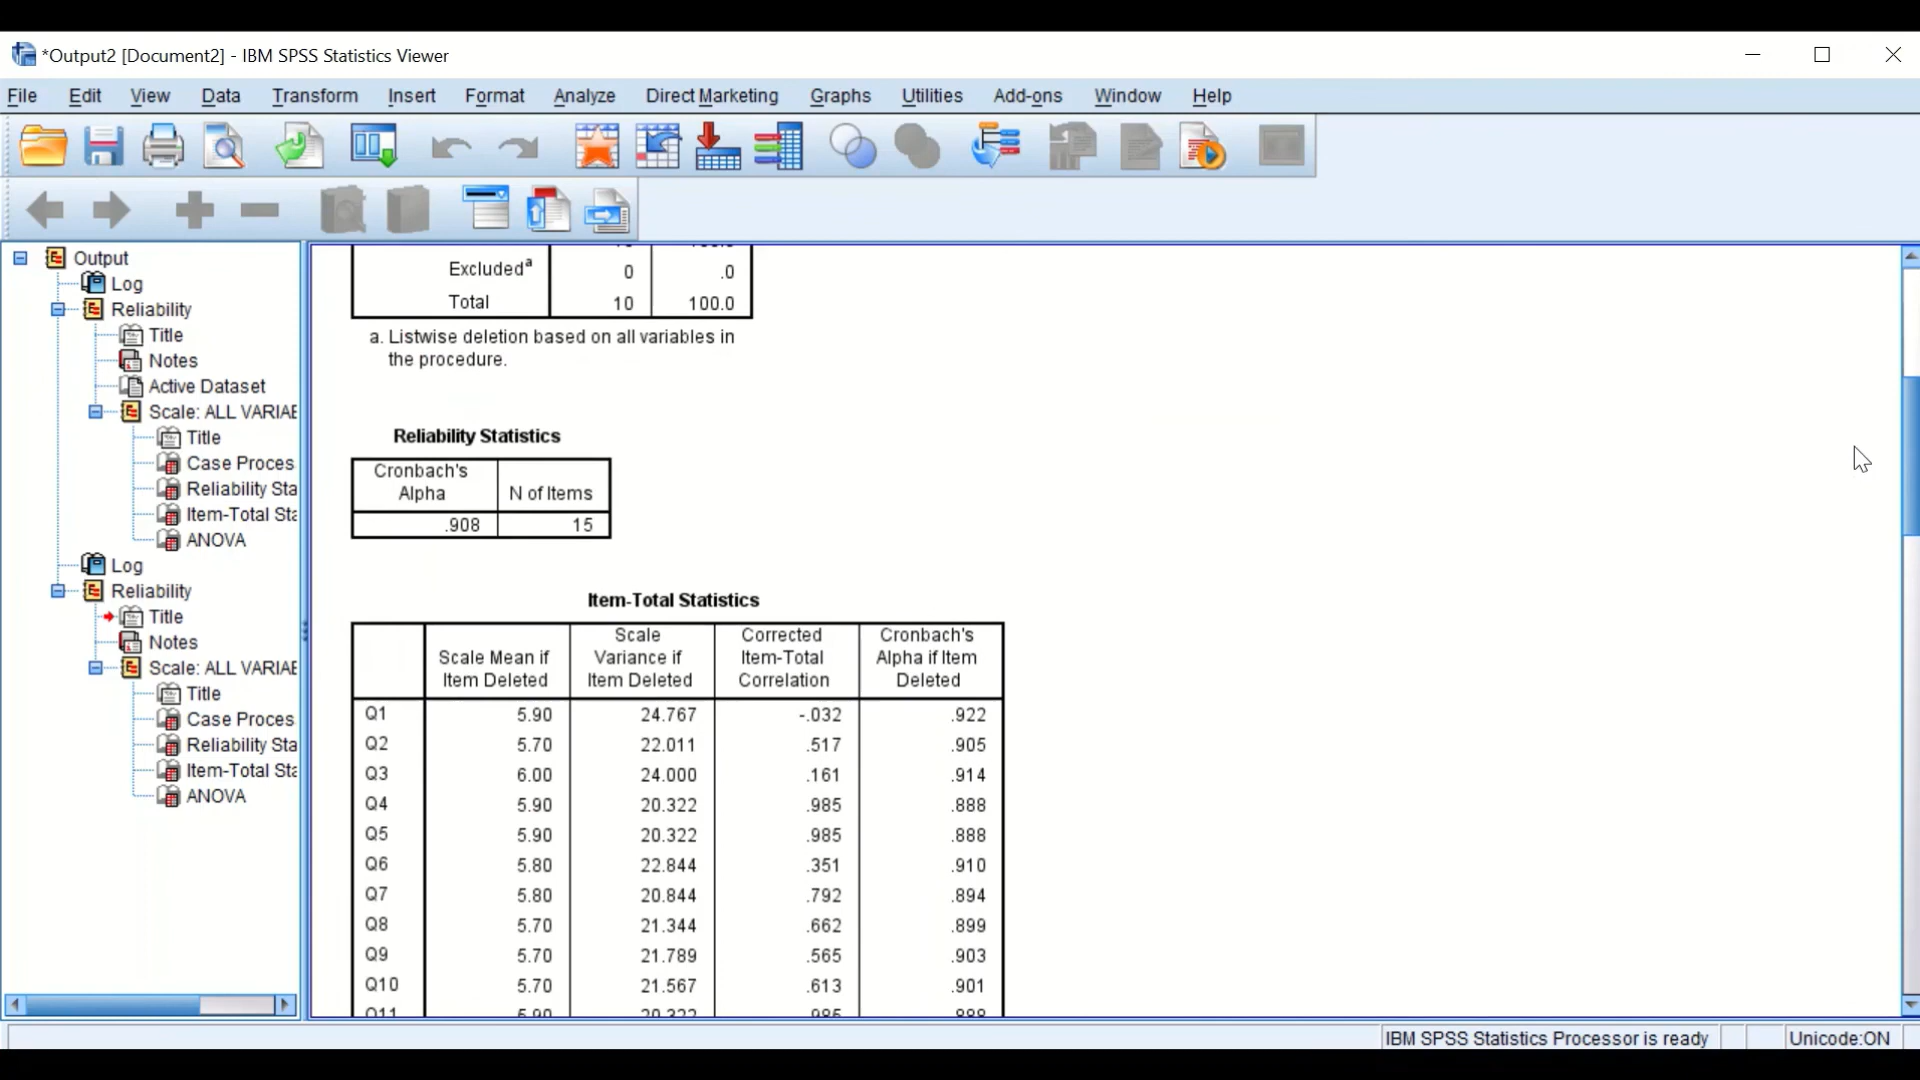 *Output2 [Document2] - IBM SPSS Statistics Viewer
File Edit View Data Transform Insert Format Analyze Direct Marketing Graphs Utilities Add-ons Window Help
Output
Log
Reliability
Title
Notes
Active Dataset
Scale: ALL VARIAE
Title
Case Proces
Reliability Sta
Item-Total Sta
ANOVA
Log
Reliability
Title
Notes
Scale: ALL VARIAE
Title
Case Proces
Reliability Sta
Item-Total Sta
ANOVA
Excludedª 0 .0
Total 10 100.0
a. Listwise deletion based on all variables in
the procedure.
Reliability Statistics
Cronbach's
Alpha N of Items
.908 15
Item-Total Statistics
Scale Mean if Item Deleted Scale Variance if Item Deleted Corrected Item-Total Correlation Cronbach's Alpha if Item Deleted
Q1 5.90 24.767 -.032 .922
Q2 5.70 22.011 .517 .905
Q3 6.00 24.000 .161 .914
Q4 5.90 20.322 .985 .888
Q5 5.90 20.322 .985 .888
Q6 5.80 22.844 .351 .910
Q7 5.80 20.844 .792 .894
Q8 5.70 21.344 .662 .899
Q9 5.70 21.789 .565 .903
Q10 5.70 21.567 .613 .901
Q11 5.90 20.322 .985 .888
IBM SPSS Statistics Processor is ready Unicode:ON